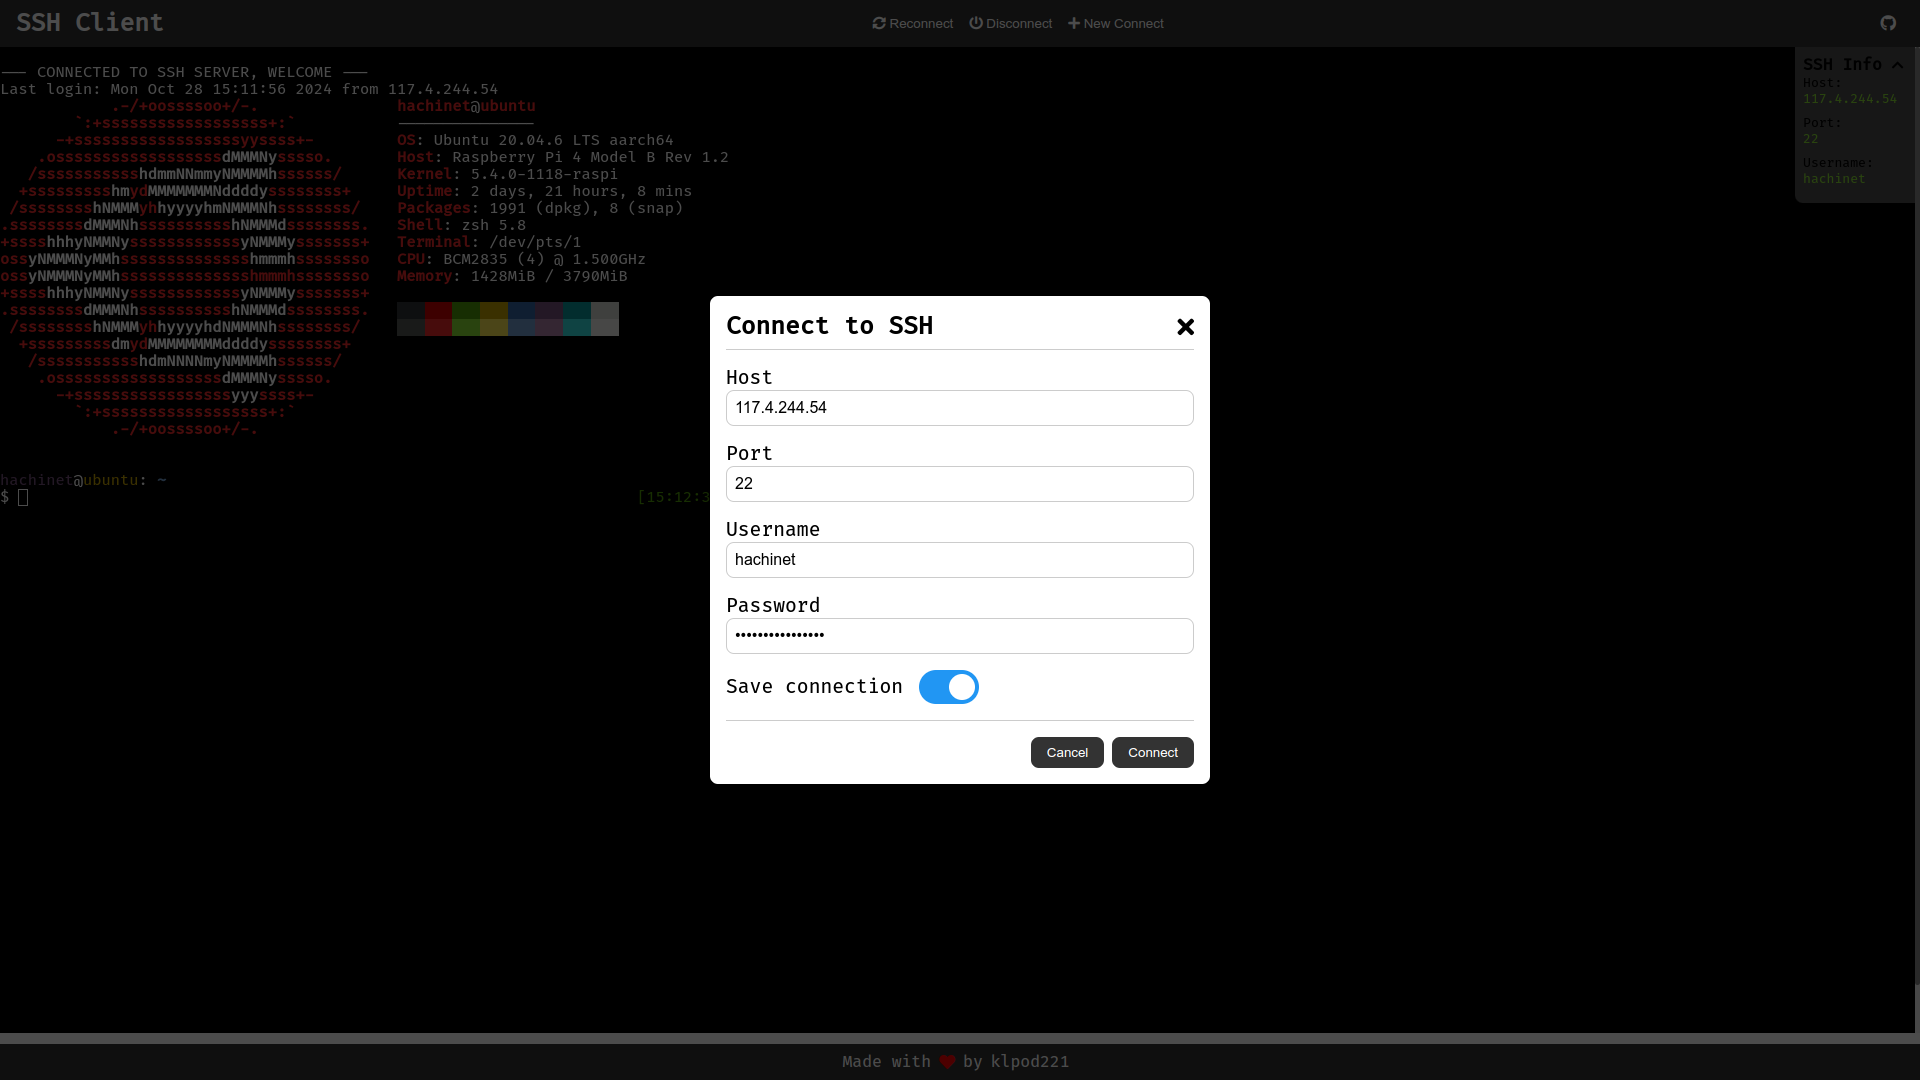 SSH Client
Reconnect Disconnect New Connect
--- CONNECTED TO SSH SERVER, WELCOME ---
Last login: Mon Oct 28 15:11:56 2024 from 117.4.244.54
.-/+oossssoo+/-. hachinet@ubuntu
`:+ssssssssssssssssss+:` ---------------
-+ssssssssssssssssssyyssss+- OS: Ubuntu 20.04.6 LTS aarch64
.ossssssssssssssssssdMMMNysssso. Host: Raspberry Pi 4 Model B Rev 1.2
/ssssssssssshdmmNNmmyNMMMMhssssss/ Kernel: 5.4.0-1118-raspi
+ssssssssshmydMMMMMMMNddddyssssssss+ Uptime: 2 days, 21 hours, 8 mins
/sssssssshNMMMyhhyyyyhmNMMMNhssssssss/ Packages: 1991 (dpkg), 8 (snap)
.ssssssssdMMMNhsssssssssshNMMMdssssssss. Shell: zsh 5.8
+sssshhhyNMMNyssssssssssssyNMMMysssssss+ Terminal: /dev/pts/1
ossyNMMMNyMMhsssssssssssssshmmmhssssssso CPU: BCM2835 (4) @ 1.500GHz
ossyNMMMNyMMhsssssssssssssshmmmhssssssso Memory: 1428MiB / 3790MiB
+sssshhhyNMMNyssssssssssssyNMMMysssssss+
.ssssssssdMMMNhsssssssssshNMMMdssssssss.
/sssssssshNMMMyhhyyyyhdNMMMNhssssssss/
+sssssssssdmydMMMMMMMMddddyssssssss+
/ssssssssssshdmNNNNmyNMMMMhssssss/
.ossssssssssssssssssdMMMNysssso.
-+sssssssssssssssssyyyssss+-
`:+ssssssssssssssssss+:`
.-/+oossssoo+/-.
hachinet@ubuntu: ~
$ [15:12:3
SSH Info
Host:
117.4.244.54
Port:
22
Username:
hachinet
Connect to SSH
Host
117.4.244.54
Port
22
Username
hachinet
Password
••••••••••••••••
Save connection
Cancel Connect
Made with ❤ by klpod221